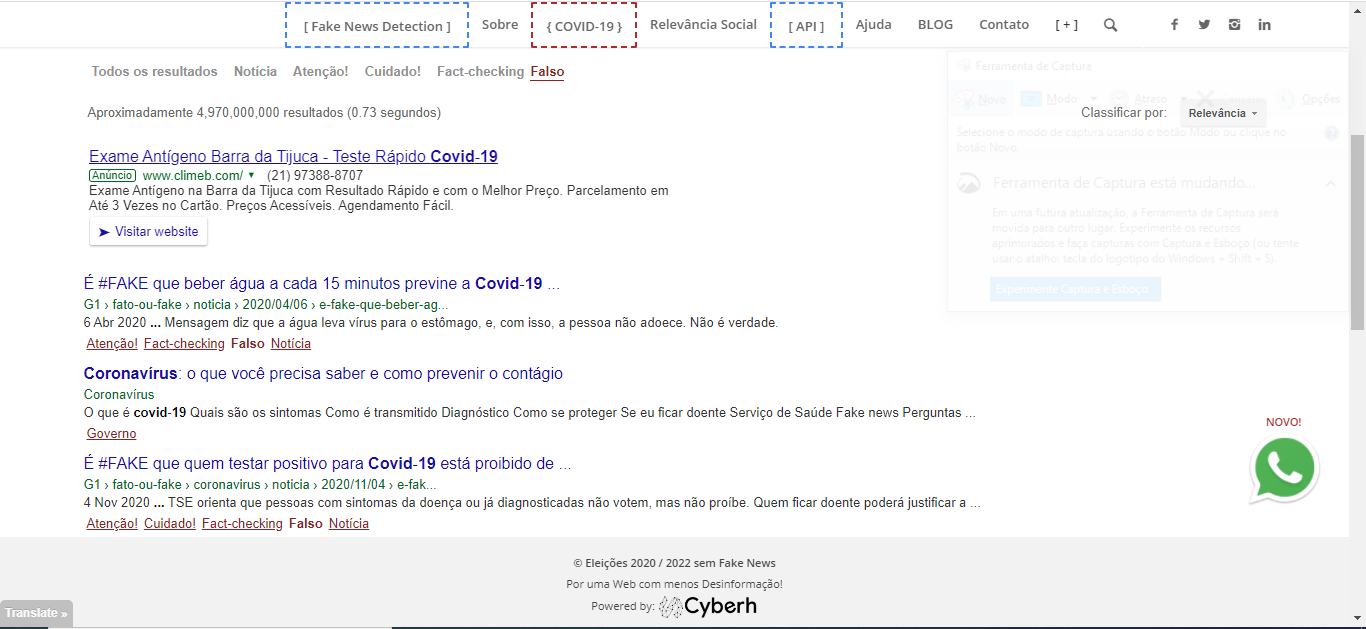 [ Fake News Detection ] Sobre { COVID-19 } Relevância Social [ API ] Ajuda BLOG Contato [ + ]
Todos os resultados Notícia Atenção! Cuidado! Fact-checking Falso
Aproximadamente 4,970,000,000 resultados (0.73 segundos)
Classificar por: Relevância
Exame Antígeno Barra da Tijuca - Teste Rápido Covid-19
Anúncio www.climeb.com/ (21) 97388-8707
Exame Antígeno na Barra da Tijuca com Resultado Rápido e com o Melhor Preço. Parcelamento em
Até 3 Vezes no Cartão. Preços Acessíveis. Agendamento Fácil.
Visitar website
É #FAKE que beber água a cada 15 minutos previne a Covid-19 ...
G1 › fato-ou-fake › noticia › 2020/04/06 › e-fake-que-beber-ag...
6 Abr 2020 ... Mensagem diz que a água leva vírus para o estômago, e, com isso, a pessoa não adoece. Não é verdade.
Atenção! Fact-checking Falso Notícia
Coronavírus: o que você precisa saber e como prevenir o contágio
Coronavírus
O que é covid-19 Quais são os sintomas Como é transmitido Diagnóstico Como se proteger Se eu ficar doente Serviço de Saúde Fake news Perguntas ...
Governo
É #FAKE que quem testar positivo para Covid-19 está proibido de ...
G1 › fato-ou-fake › coronavirus › noticia › 2020/11/04 › e-fak...
4 Nov 2020 ... TSE orienta que pessoas com sintomas da doença ou já diagnosticadas não votem, mas não proíbe. Quem ficar doente poderá justificar a ...
Atenção! Cuidado! Fact-checking Falso Notícia
Ferramenta de Captura
Novo Modo Atraso Opções
Selecione o modo de captura usando o botão Modo ou clique no
botão Novo.
Ferramenta de Captura está mudando...
Em uma futura atualização, a Ferramenta de Captura será
movida para outro lugar. Experimente os recursos
aprimorados e faça capturas com Captura e Esboço (ou tente
usar o atalho: tecla do logotipo do Windows + Shift + S).
Experimente Captura e Esboço
NOVO!
© Eleições 2020 / 2022 sem Fake News
Por uma Web com menos Desinformação!
Powered by: Cyberh
Translate »